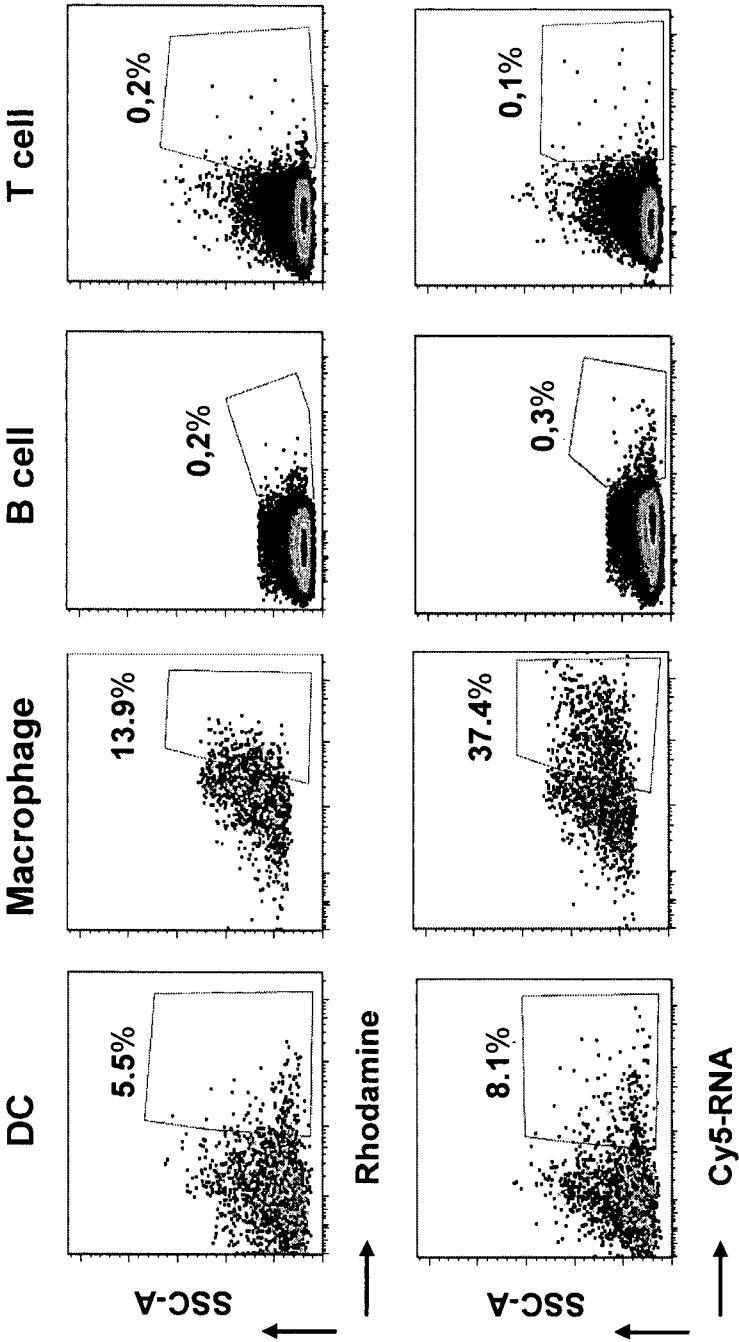 DC
Macrophage
B cell
T cell
5.5%
13.9%
0,2%
0,2%
SSC-A
Rhodamine
8.1%
37.4%
0,3%
0,1%
SSC-A
Cy5-RNA